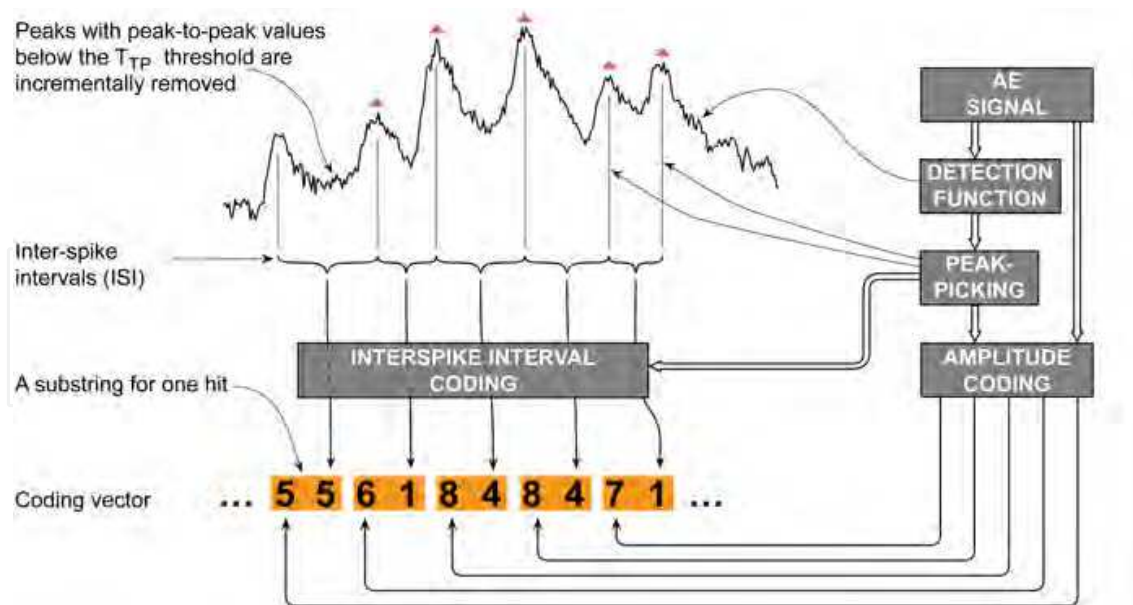 Peaks with peak-to-peak values
below the TTP threshold are
incrementally removed
AE
SIGNAL
DETECTION
FUNCTION
Inter-spike
intervals (ISI)
PEAK-
PICKING
INTERSPIKE INTERVAL
CODING
AMPLITUDE
CODING
A substring for one hit
Coding vector
... 5 5 6 1 8 4 8 4 7 1 ...